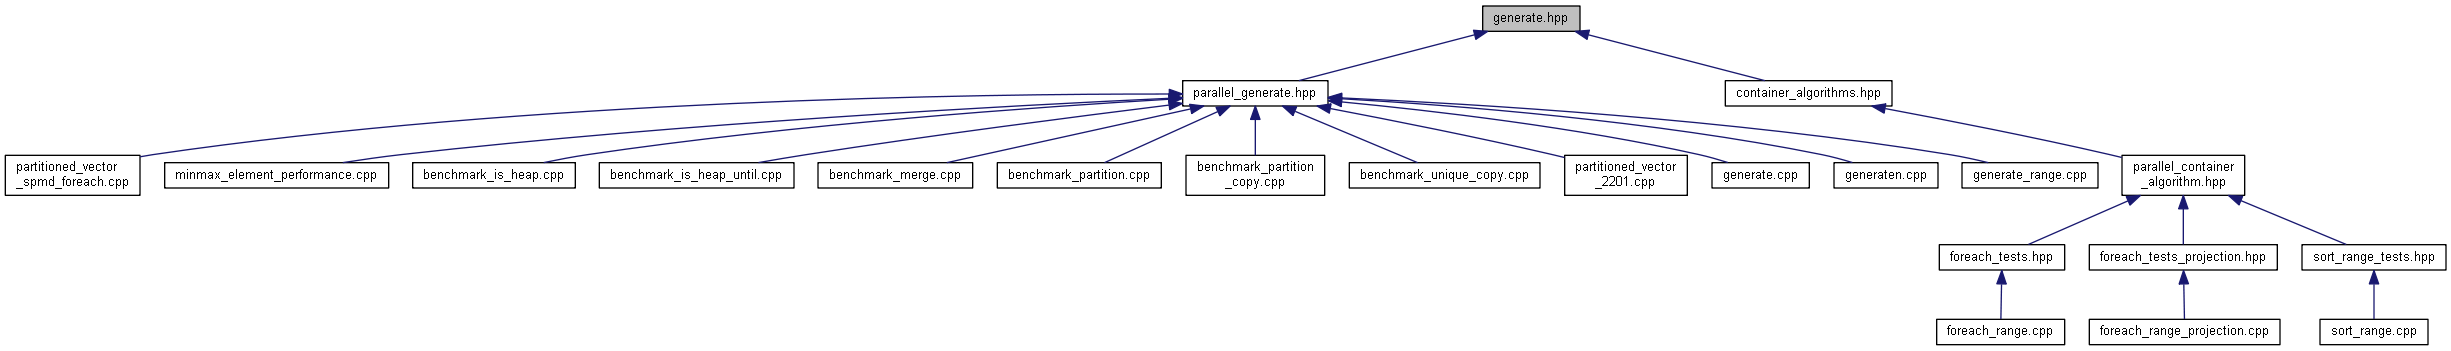 generate.hpp
parallel_generate.hpp
container_algorithms.hpp
partitioned_vector
_spmd_foreach.cpp
minmax_element_performance.cpp
benchmark_is_heap.cpp
benchmark_is_heap_until.cpp
benchmark_merge.cpp
benchmark_partition.cpp
benchmark_partition
_copy.cpp
benchmark_unique_copy.cpp
partitioned_vector
_2201.cpp
generate.cpp
generaten.cpp
generate_range.cpp
parallel_container
_algorithm.hpp
foreach_tests.hpp
foreach_tests_projection.hpp
sort_range_tests.hpp
foreach_range.cpp
foreach_range_projection.cpp
sort_range.cpp